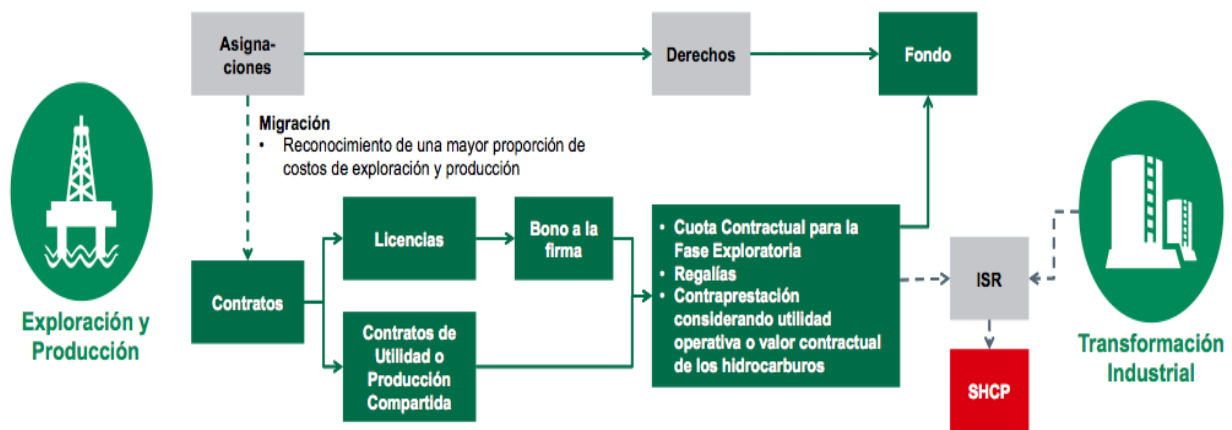 Asigna-
ciones
Derechos
Fondo
Migración
• Reconocimiento de una mayor proporción de
costos de exploración y producción
Exploración y
Producción
Contratos
Licencias
Bono a la
firma
Contratos de
Utilidad o
Producción
Compartida
• Cuota Contractual para la
Fase Exploratoria
• Regalías
• Contraprestación
considerando utilidad
operativa o valor contractual
de los hidrocarburos
ISR
SHCP
Transformación
Industrial